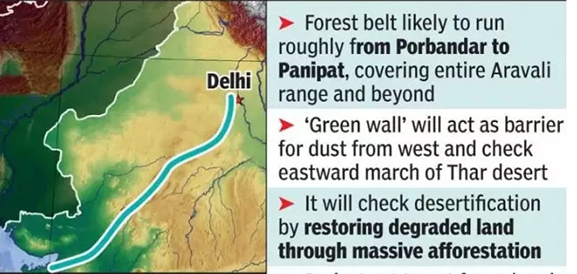 Delhi
➤ Forest belt likely to run
roughly from Porbandar to
Panipat, covering entire Aravali
range and beyond
➤ ‘Green wall’ will act as barrier
for dust from west and check
eastward march of Thar desert
➤ It will check desertification
by restoring degraded land
through massive afforestation